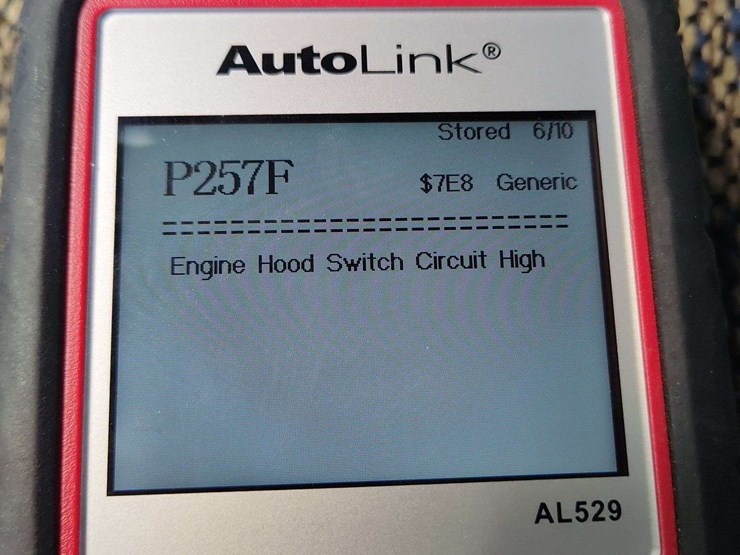 AutoLink®
Stored 6/10
P257F $7E8 Generic
===========================
Engine Hood Switch Circuit High
AL529